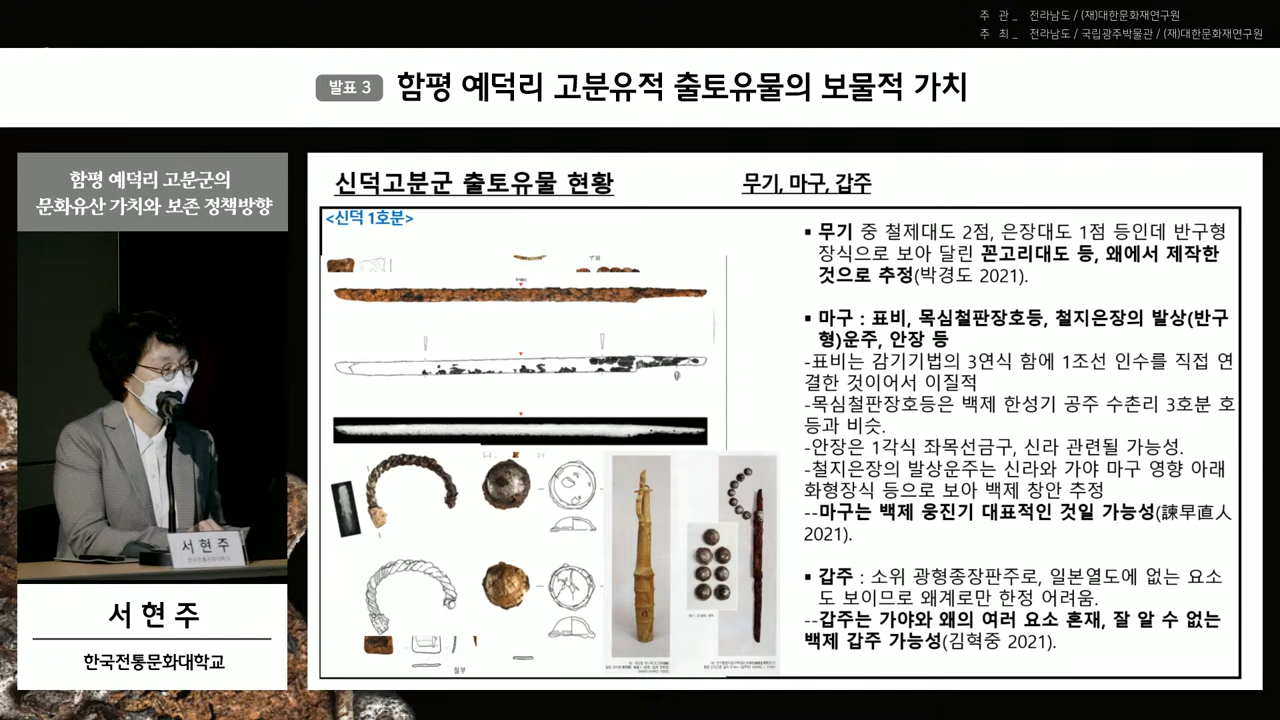 주 관 _ 전라남도 / (재)대한문화재연구원
주 최 _ 전라남도 / 국립광주박물관 / (재)대한문화재연구원
발표 3 함평 예덕리 고분유적 출토유물의 보물적 가치
함평 예덕리 고분군의
문화유산 가치와 보존 정책방향
서 현 주
서 현 주
한국전통문화대학교
신덕고분군 출토유물 현황 무기, 마구, 갑주
<신덕 1호분>
칠부
▪ 무기 중 철제대도 2점, 은장대도 1점 등인데 반구형
장식으로 보아 달린 꼰고리대도 등, 왜에서 제작한
것으로 추정(박경도 2021).
▪ 마구 : 표비, 목심철판장호등, 철지은장의 발상(반구
형)운주, 안장 등
-표비는 감기기법의 3연식 함에 1조선 인수를 직접 연
결한 것이어서 이질적
-목심철판장호등은 백제 한성기 공주 수촌리 3호분 호
등과 비슷.
-안장은 1각식 좌목선금구, 신라 관련될 가능성.
-철지은장의 발상운주는 신라와 가야 마구 영향 아래
화형장식 등으로 보아 백제 창안 추정
--마구는 백제 웅진기 대표적인 것일 가능성(諫早直人
2021).
▪ 갑주 : 소위 광형종장판주로, 일본열도에 없는 요소
도 보이므로 왜계로만 한정 어려움.
--갑주는 가야와 왜의 여러 요소 혼재, 잘 알 수 없는
백제 갑주 가능성(김혁중 2021).